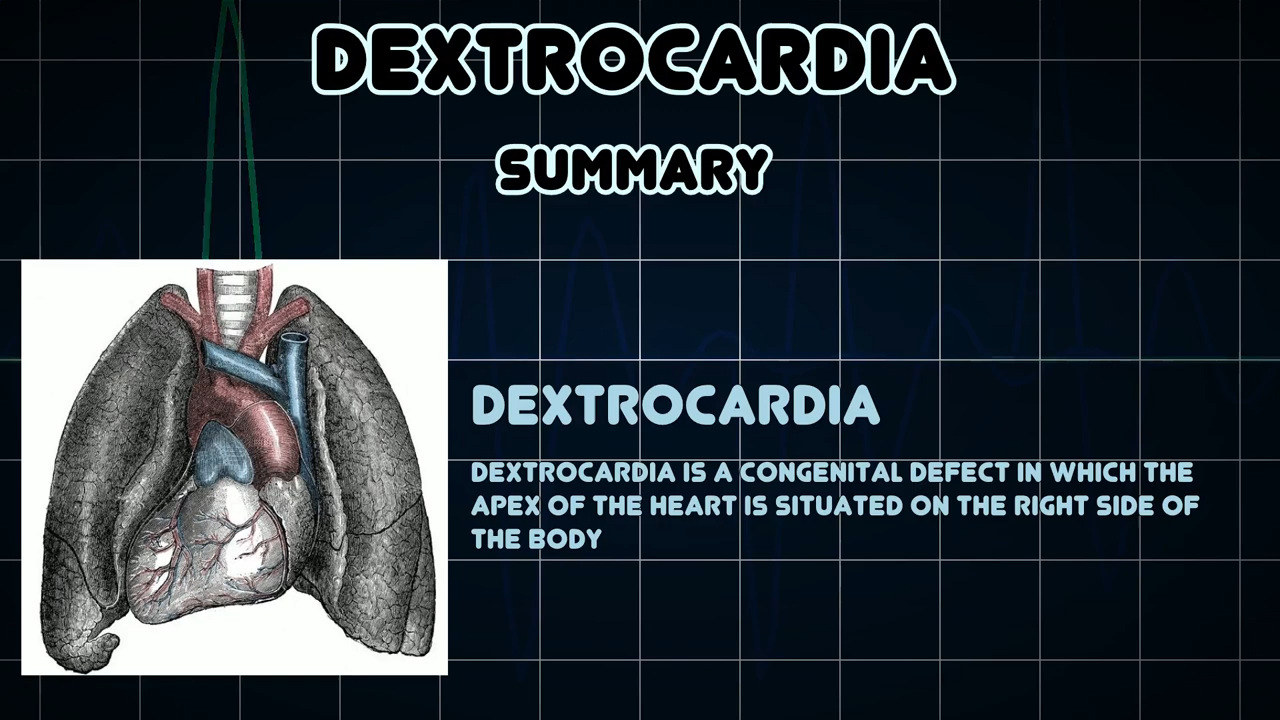 DEXTROCARDIA
SUMMARY
DEXTROCARDIA
DEXTROCARDIA IS A CONGENITAL DEFECT IN WHICH THE
APEX OF THE HEART IS SITUATED ON THE RIGHT SIDE OF
THE BODY